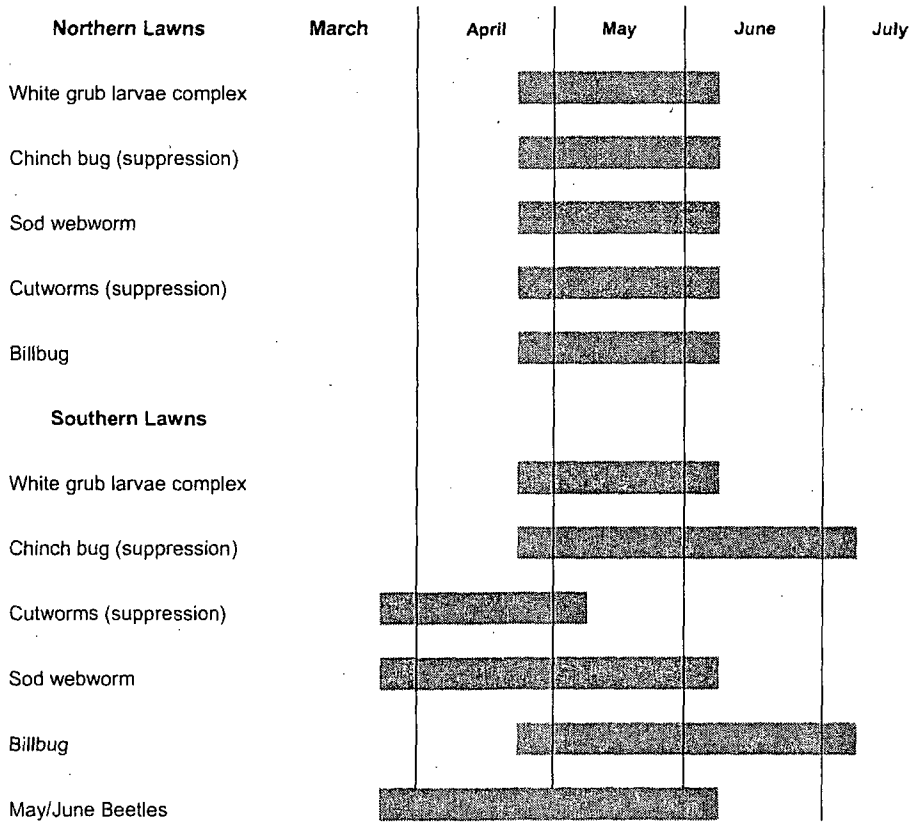 Northern Lawns March April May June July
White grub larvae complex
Chinch bug (suppression)
Sod webworm
Cutworms (suppression)
Billbug
Southern Lawns
White grub larvae complex
Chinch bug (suppression)
Cutworms (suppression)
Sod webworm
Billbug
May/June Beetles